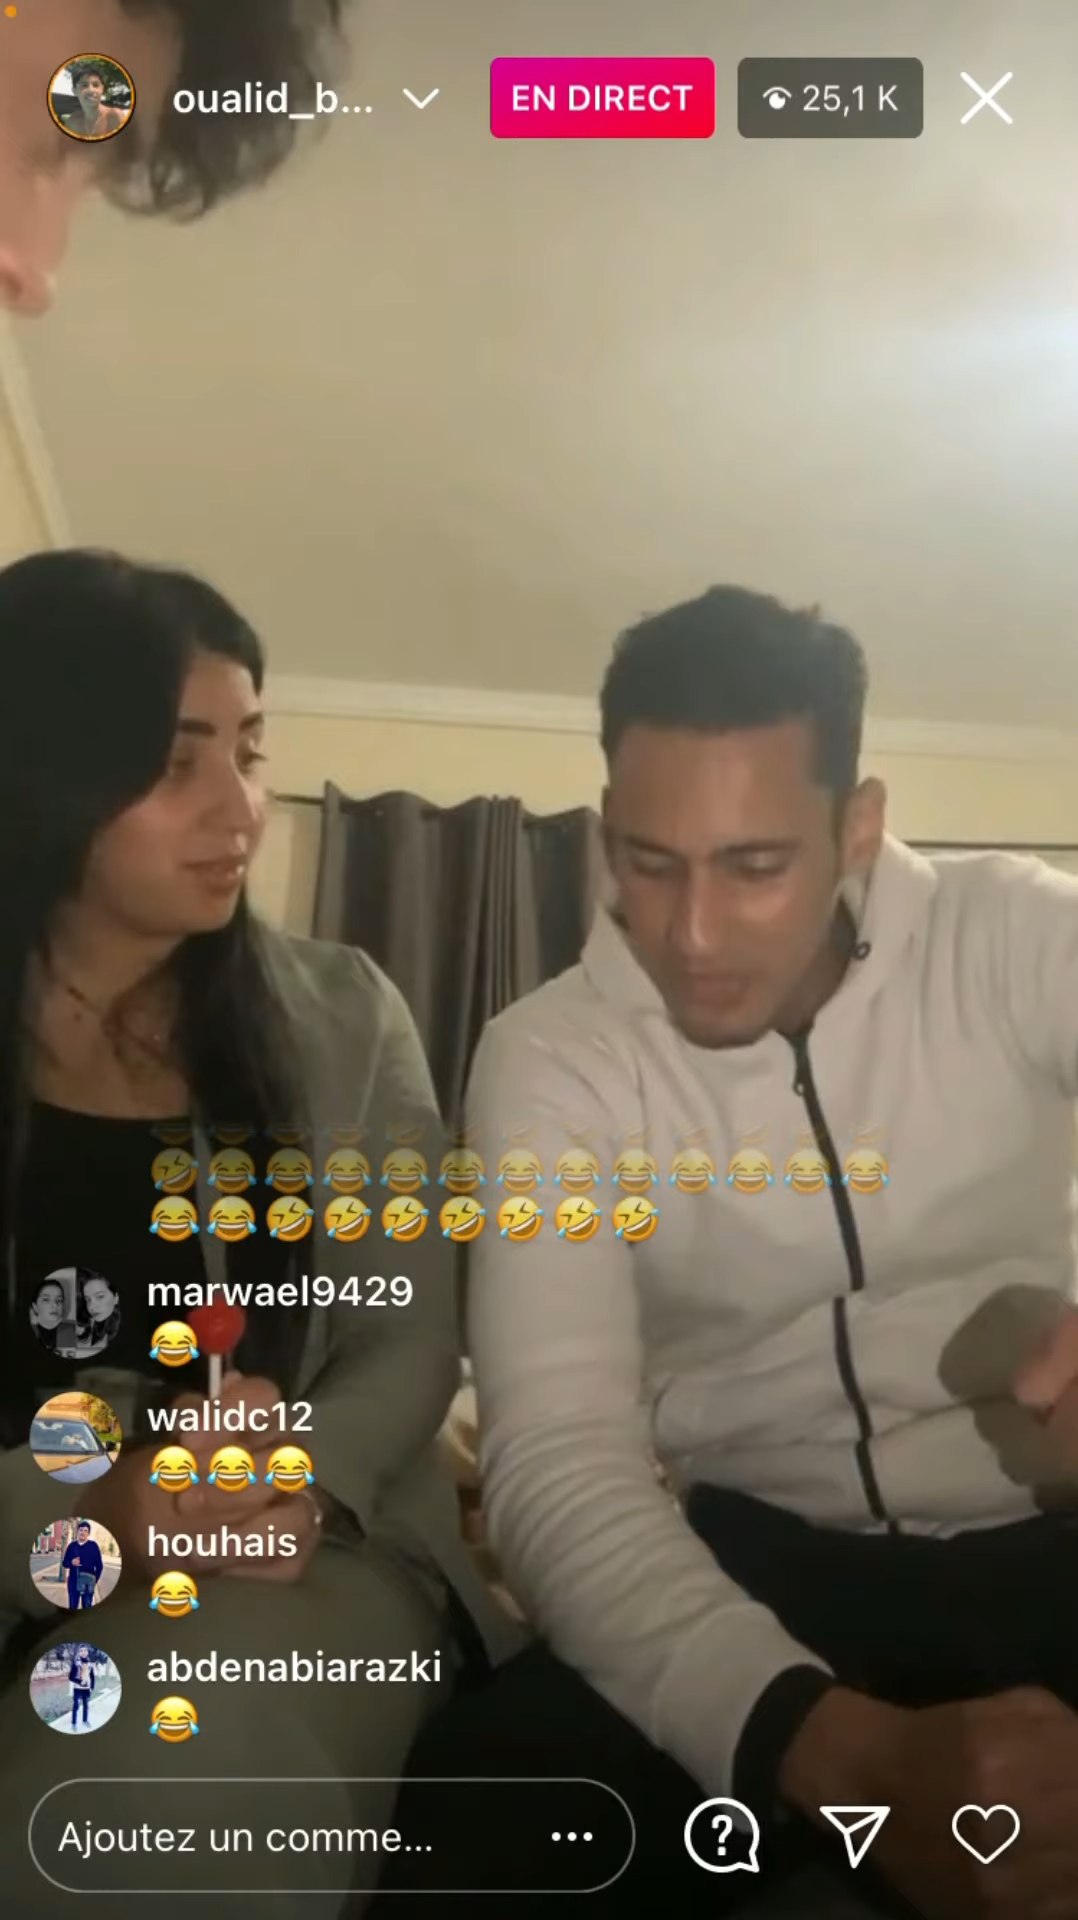 oualid_b...
EN DIRECT
25,1 K
🤣😂😂😂😂😂😂😂😂😂😂😂😂
😂😂🤣🤣🤣🤣🤣🤣🤣
marwael9429
😂
walidc12
😂😂😂
houhais
😂
abdenabiarazki
😂
Ajoutez un comme...